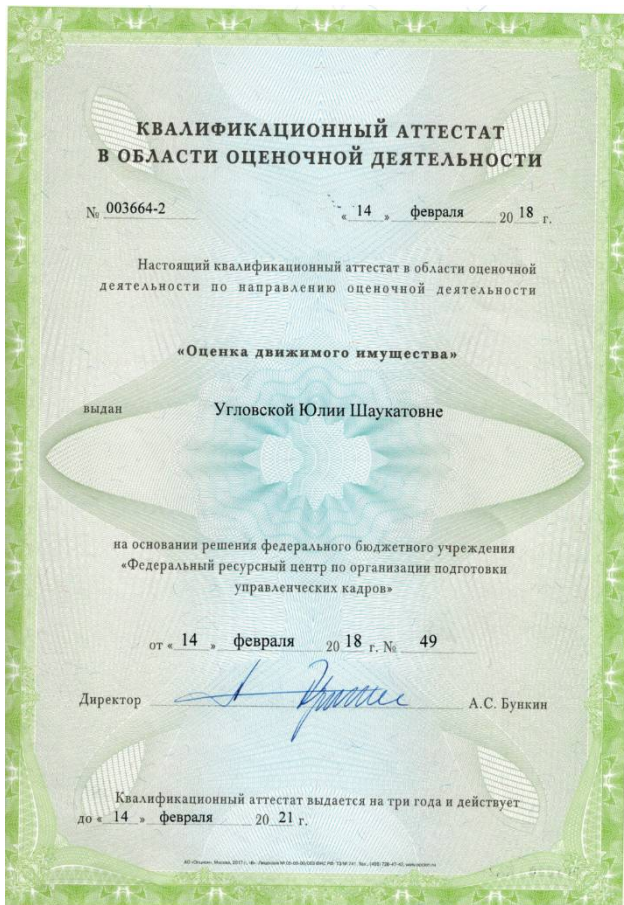 КВАЛИФИКАЦИОННЫЙ АТТЕСТАТ
В ОБЛАСТИ ОЦЕНОЧНОЙ ДЕЯТЕЛЬНОСТИ
№ 003664-2 « 14 » февраля 20 18 г.
Настоящий квалификационный аттестат в области оценочной
деятельности по направлению оценочной деятельности
«Оценка движимого имущества»
выдан Угловской Юлии Шаукатовне
на основании решения федерального бюджетного учреждения
«Федеральный ресурсный центр по организации подготовки
управленческих кадров»
от « 14 » февраля 20 18 г. № 49
Директор А.С. Бункин
Квалификационный аттестат выдается на три года и действует
до « 14 » февраля 20 21 г.